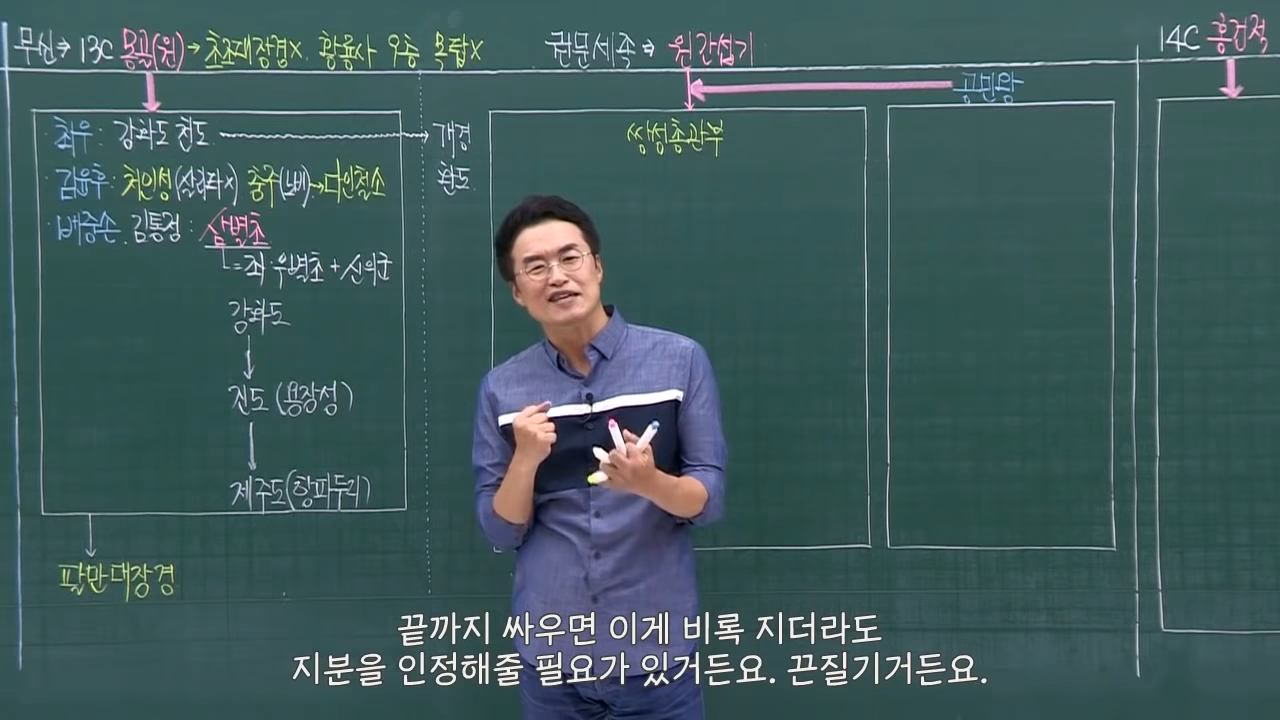 무신→ 13C 몽골(원) → 초조대장경X. 황룡사 9층 목탑X
권문세족 ⇒ 원간섭기
14C 홍건적
공민왕
최우: 강화도 천도 → 개경 환도
김윤후: 처인성(살리타X) 충주(노비)→다인철소
배중손. 김통정: 삼별초
= 좌·우별초 + 신의군
강화도
↓
진도 (용장성)
↓
제주도(항파두리)
팔만대장경
쌍성총관부
끝까지 싸우면 이게 비록 지더라도
지분을 인정해줄 필요가 있거든요. 끈질기거든요.